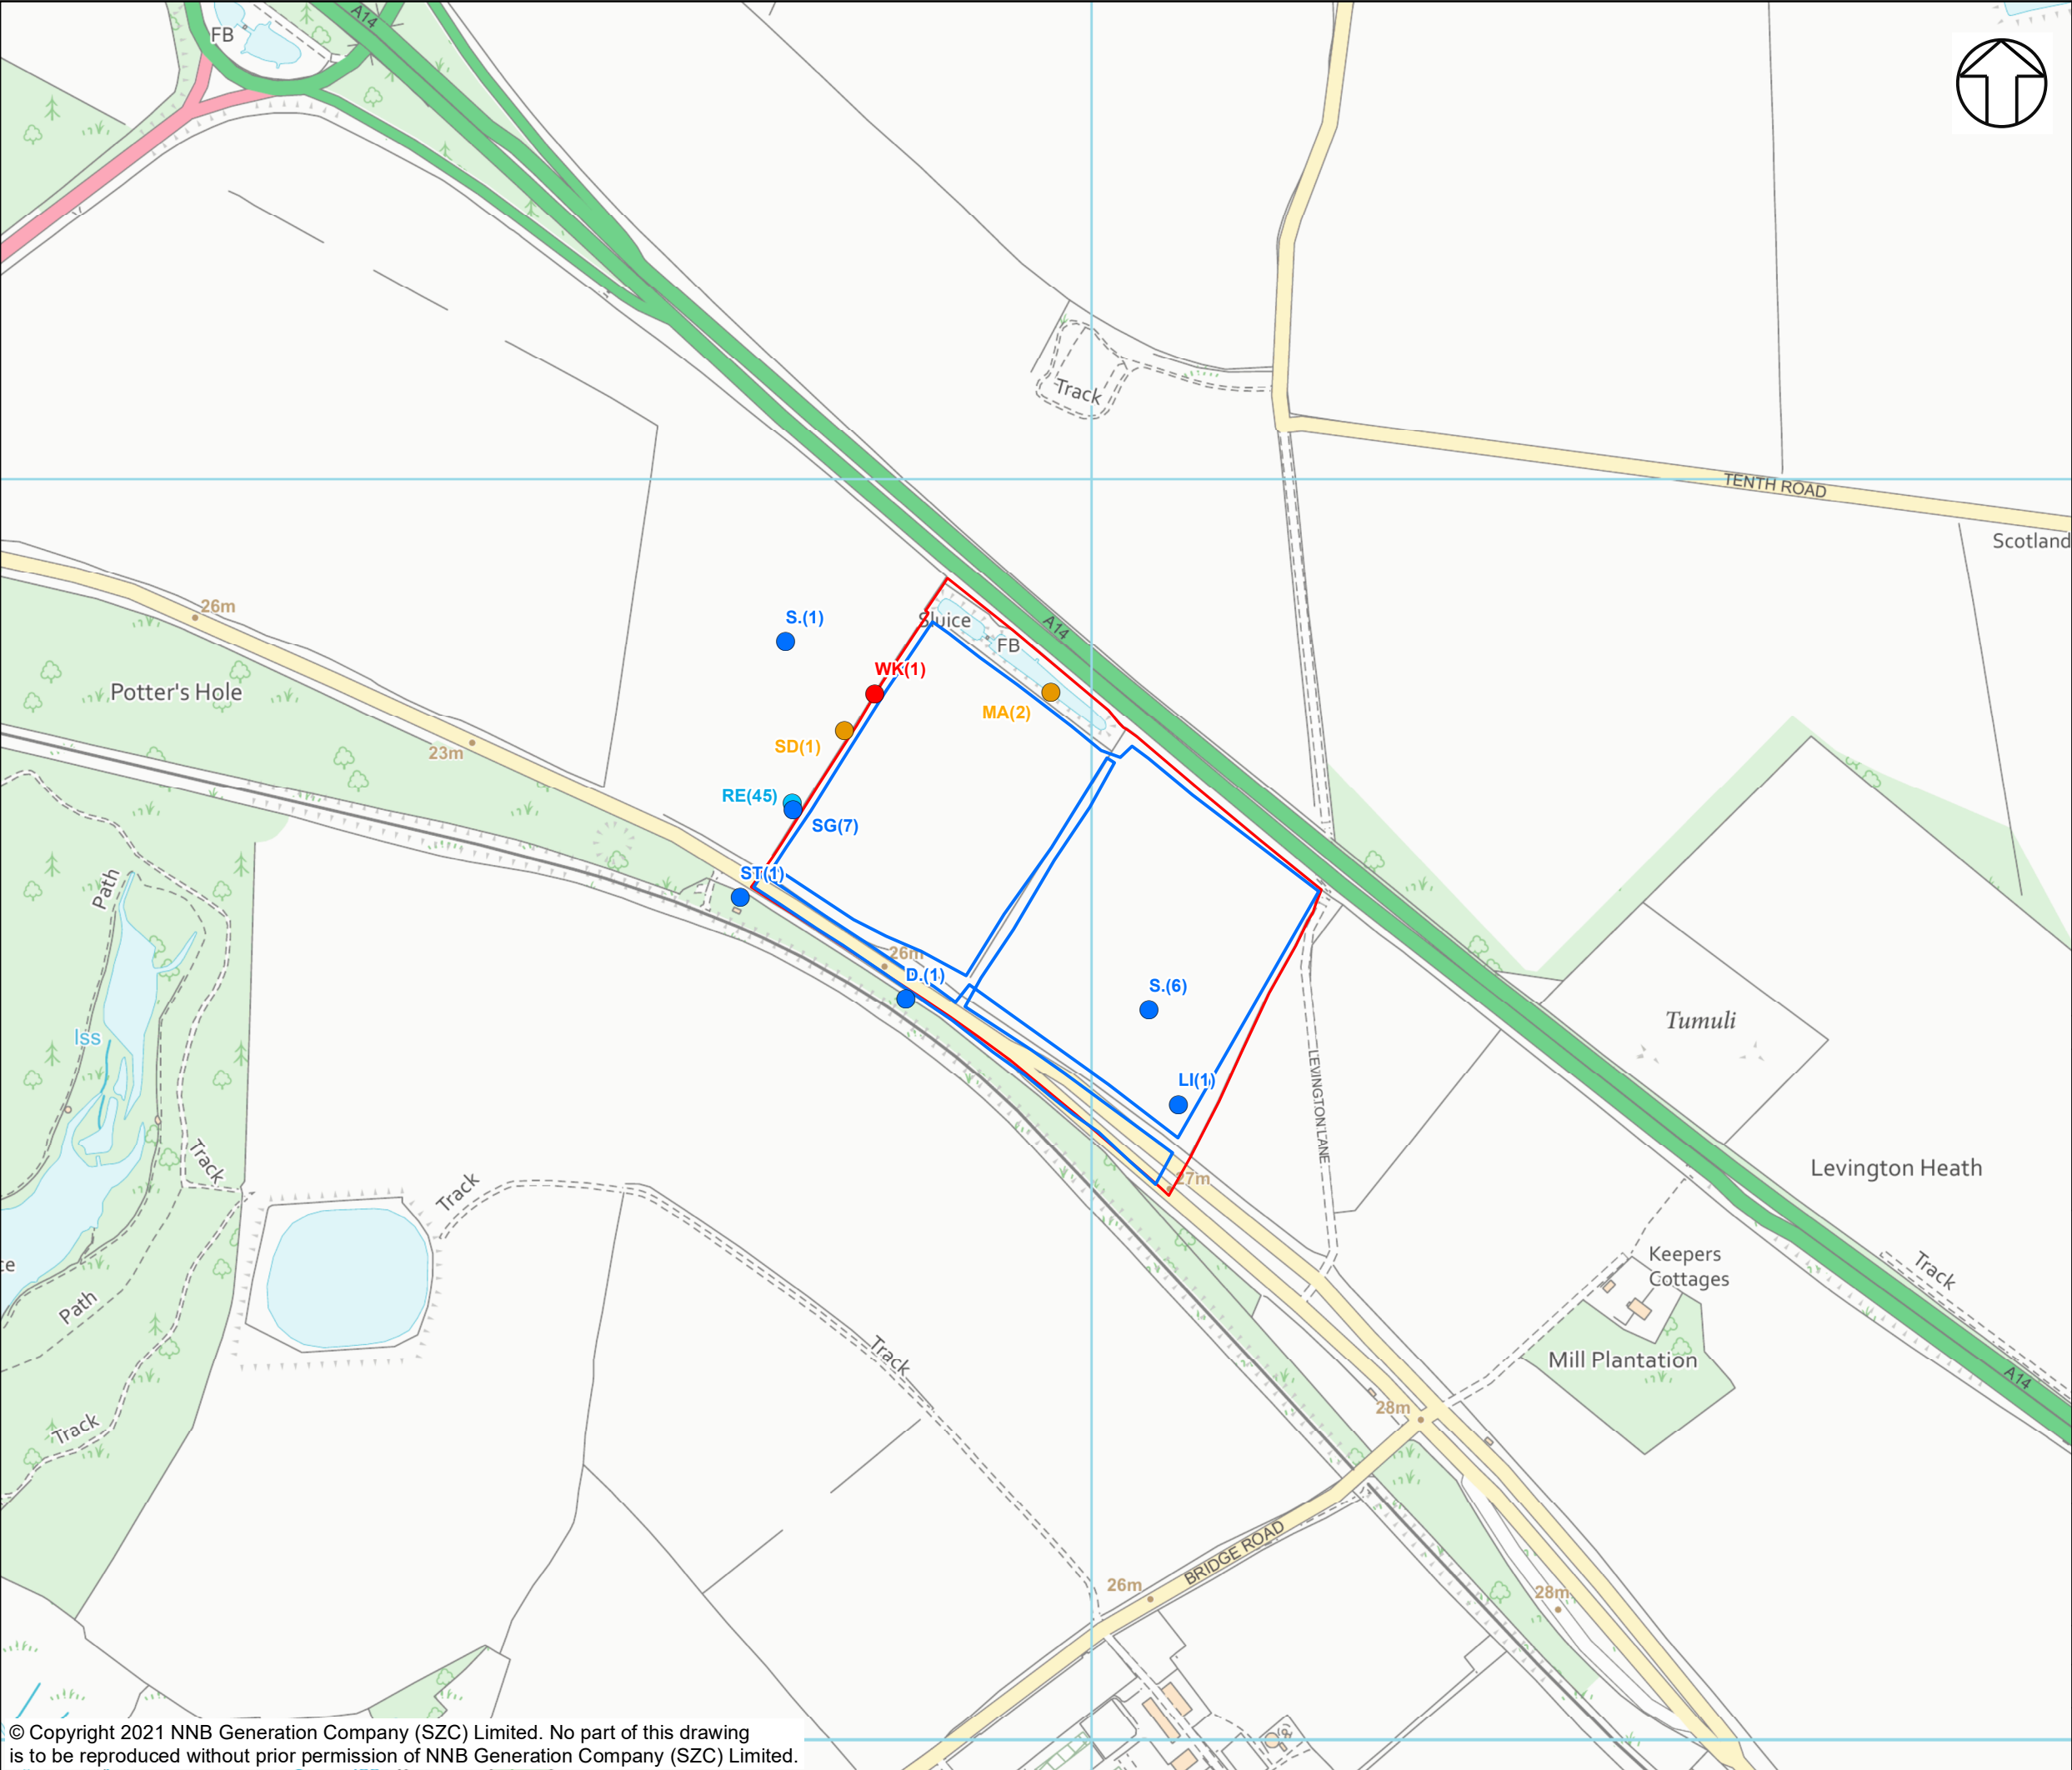 A14
FB
TENTH ROAD
Scotland
26m
S.(1)
Sluice
A14
FB
WK(1)
Potter's Hole
MA(2)
SD(1)
23m
RE(45)
SG(7)
ST(1)
Path
26m
D.(1)
S.(6)
Iss
Tumuli
LI(1)
LEVINGTON LANE
Track
Track
27m
Levington Heath
Keepers
Cottages
Track
Path
Track
Mill Plantation
A14
28m
Track
BRIDGE ROAD
26m
28m
Track
© Copyright 2021 NNB Generation Company (SZC) Limited. No part of this drawing
is to be reproduced without prior permission of NNB Generation Company (SZC) Limited.